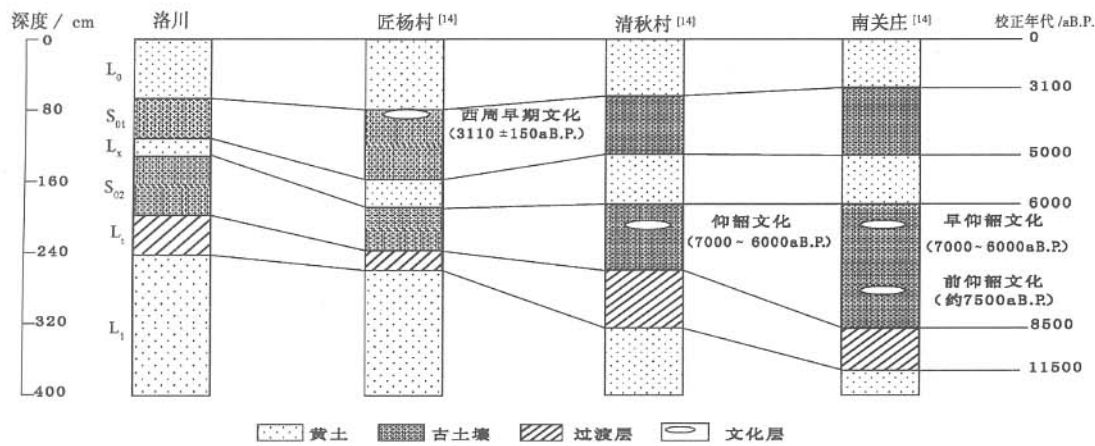 深度 / cm
洛川
匠杨村 [14]
清秋村 [14]
南关庄 [14]
校正年代 /aB.P.
0
80
160
240
320
400
L₀
S₀₁
Lₓ
S₀₂
Lₜ
L₁
西周早期文化
(3110±150aB.P.)
仰韶文化
(7000~6000aB.P.)
早仰韶文化
(7000~6000aB.P.)
前仰韶文化
(约7500aB.P.)
0
3100
5000
6000
8500
11500
黄土
古土壤
过渡层
文化层